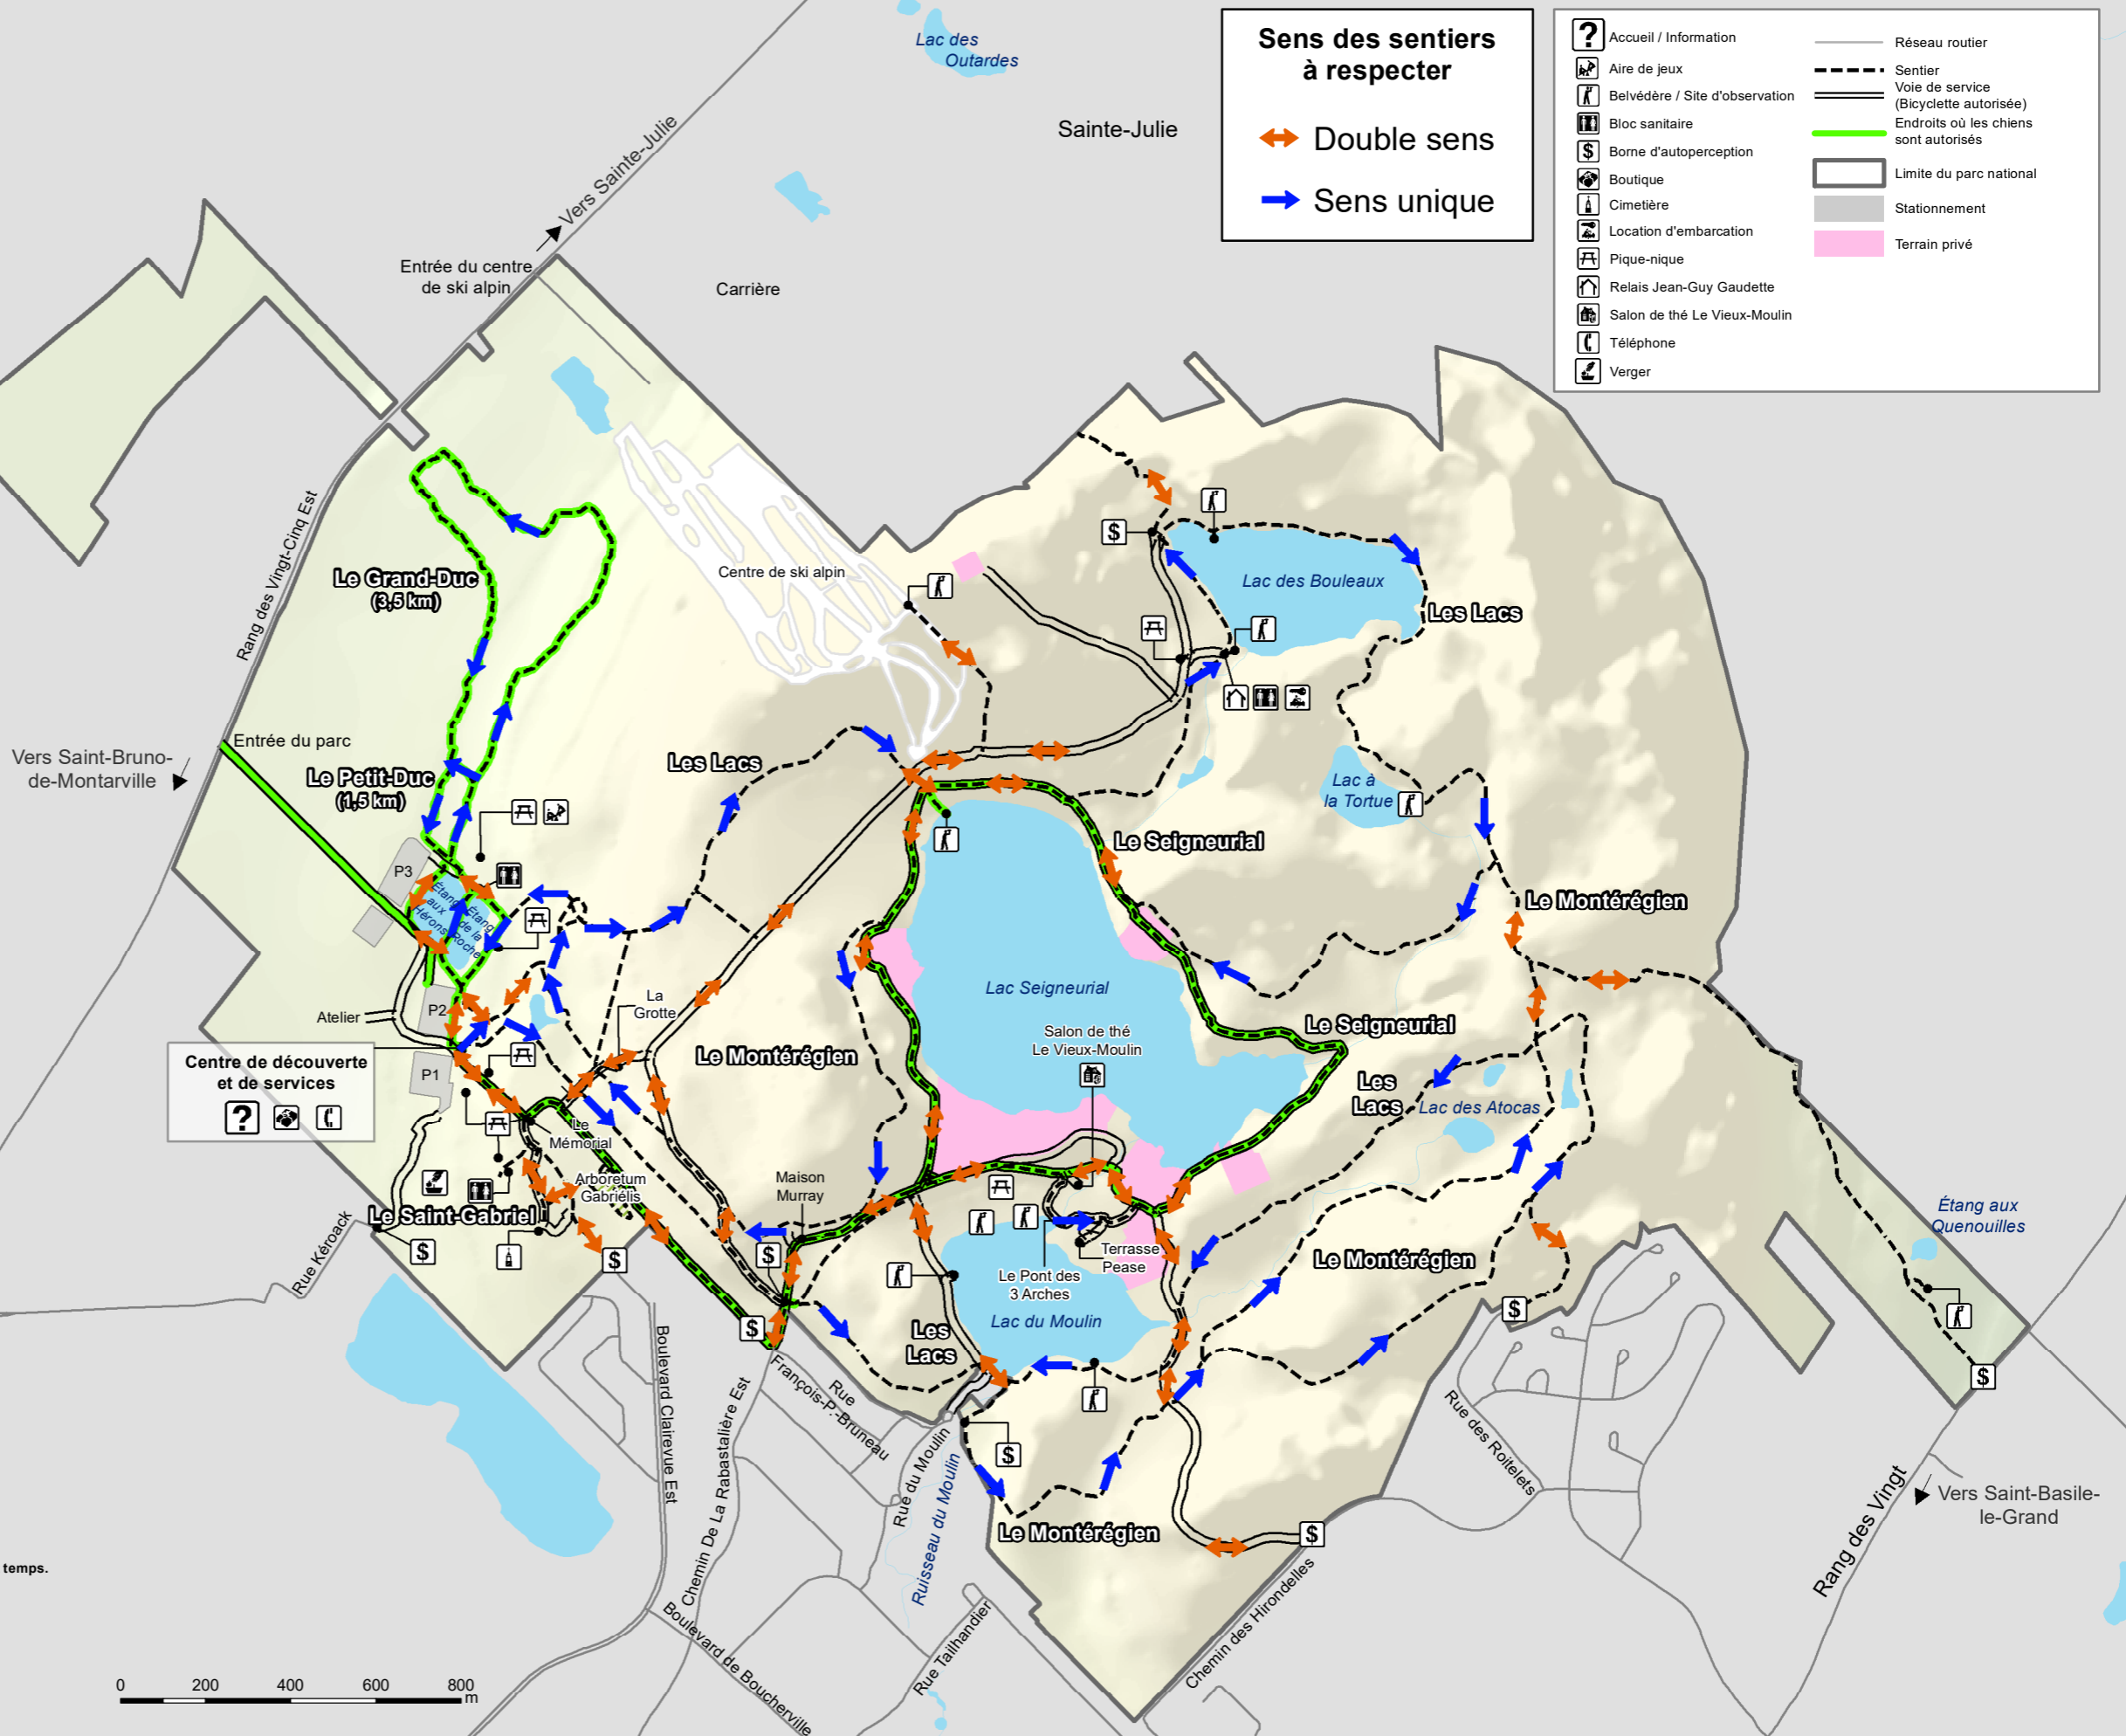 Sens des sentiers
à respecter
Double sens
Sens unique
?
Accueil / Information
Aire de jeux
Belvédère / Site d'observation
Bloc sanitaire
$
Borne d'autoperception
Boutique
Cimetière
Location d'embarcation
Pique-nique
Relais Jean-Guy Gaudette
Salon de thé Le Vieux-Moulin
Téléphone
Verger
Réseau routier
Sentier
Voie de service
(Bicyclette autorisée)
Endroits où les chiens
sont autorisés
Limite du parc national
Stationnement
Terrain privé
Lac des
Outardes
Sainte-Julie
Vers Sainte-Julie
Entrée du centre
de ski alpin
Carrière
Rang des Vingt-Cinq Est
Le Grand-Duc
(3,5 km)
Centre de ski alpin
$
Lac des Bouleaux
Les Lacs
Entrée du parc
Vers Saint-Bruno-
de-Montarville
Le Petit-Duc
(1,5 km)
Les Lacs
Lac à
la Tortue
Le Seigneurial
P3
Étang
aux
Hérons
Étang
de la
Roche
Le Montérégien
Lac Seigneurial
La
Grotte
P2
Atelier
Le Seigneurial
Salon de thé
Le Vieux-Moulin
Le Montérégien
Centre de découverte
et de services
?
P1
Les
Lacs
Lac des Atocas
Le
Mémorial
Arboretum
Gabriélis
Maison
Murray
Le Saint-Gabriel
$
$
$
Étang aux
Quenouilles
Rue Kéroack
Terrasse
Pease
Le Pont des
3 Arches
Le Montérégien
Lac du Moulin
$
$
Les
Lacs
$
Boulevard Clairevue Est
Chemin De La Rabastalière Est
Rue
François-P.-Bruneau
Rue du Moulin
Ruisseau du Moulin
$
Rue des Roitelets
Rang des Vingt
Vers Saint-Basile-
le-Grand
Le Montérégien
$
temps.
Chemin des Hirondelles
Boulevard de Boucherville
Rue Tailhandier
0 200 400 600 800
m